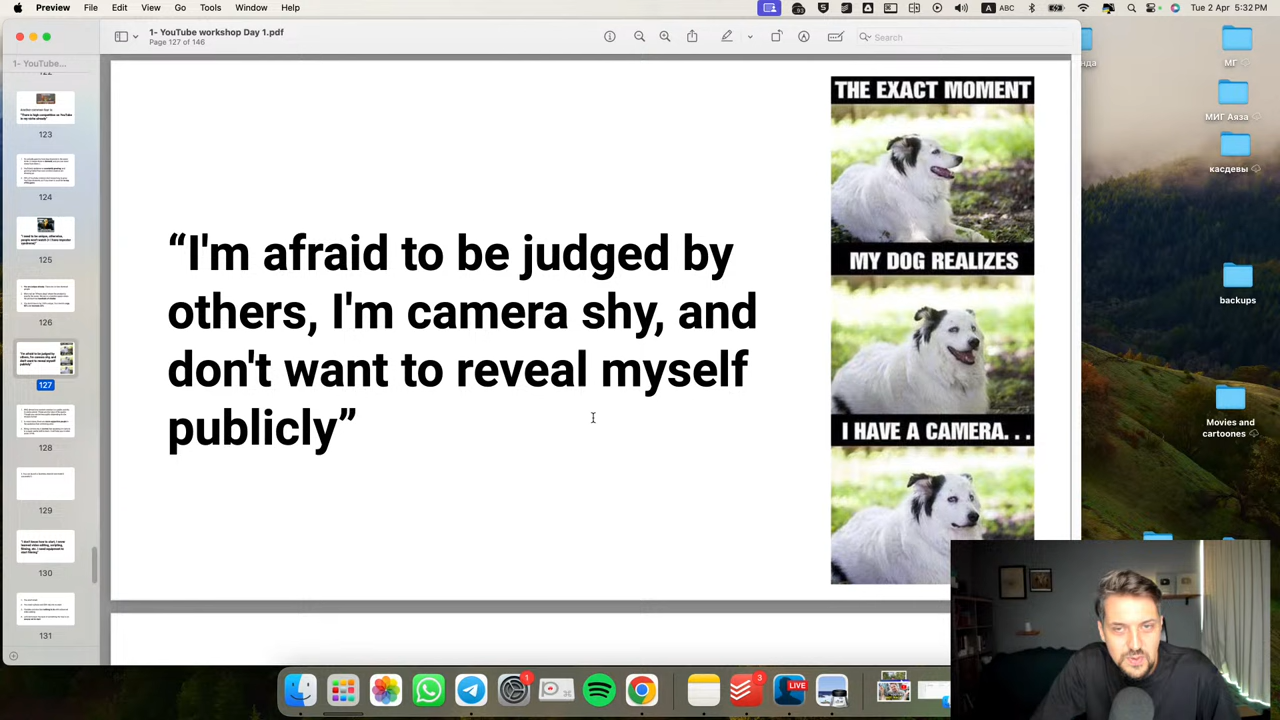 Preview File Edit View Go Tools Window Help
ABC Tue 2 Apr 5:32 PM
1- YouTube workshop Day 1.pdf
Page 127 of 146
Search
1- YouTube...
123
124
125
126
127
128
129
130
131
“I'm afraid to be judged by
others, I'm camera shy, and
don't want to reveal myself
publicly”
THE EXACT MOMENT
MY DOG REALIZES
I HAVE A CAMERA. . .
МГ
МИГ Аяза
касдевы
backups
Movies and
cartoones
1
3
LIVE